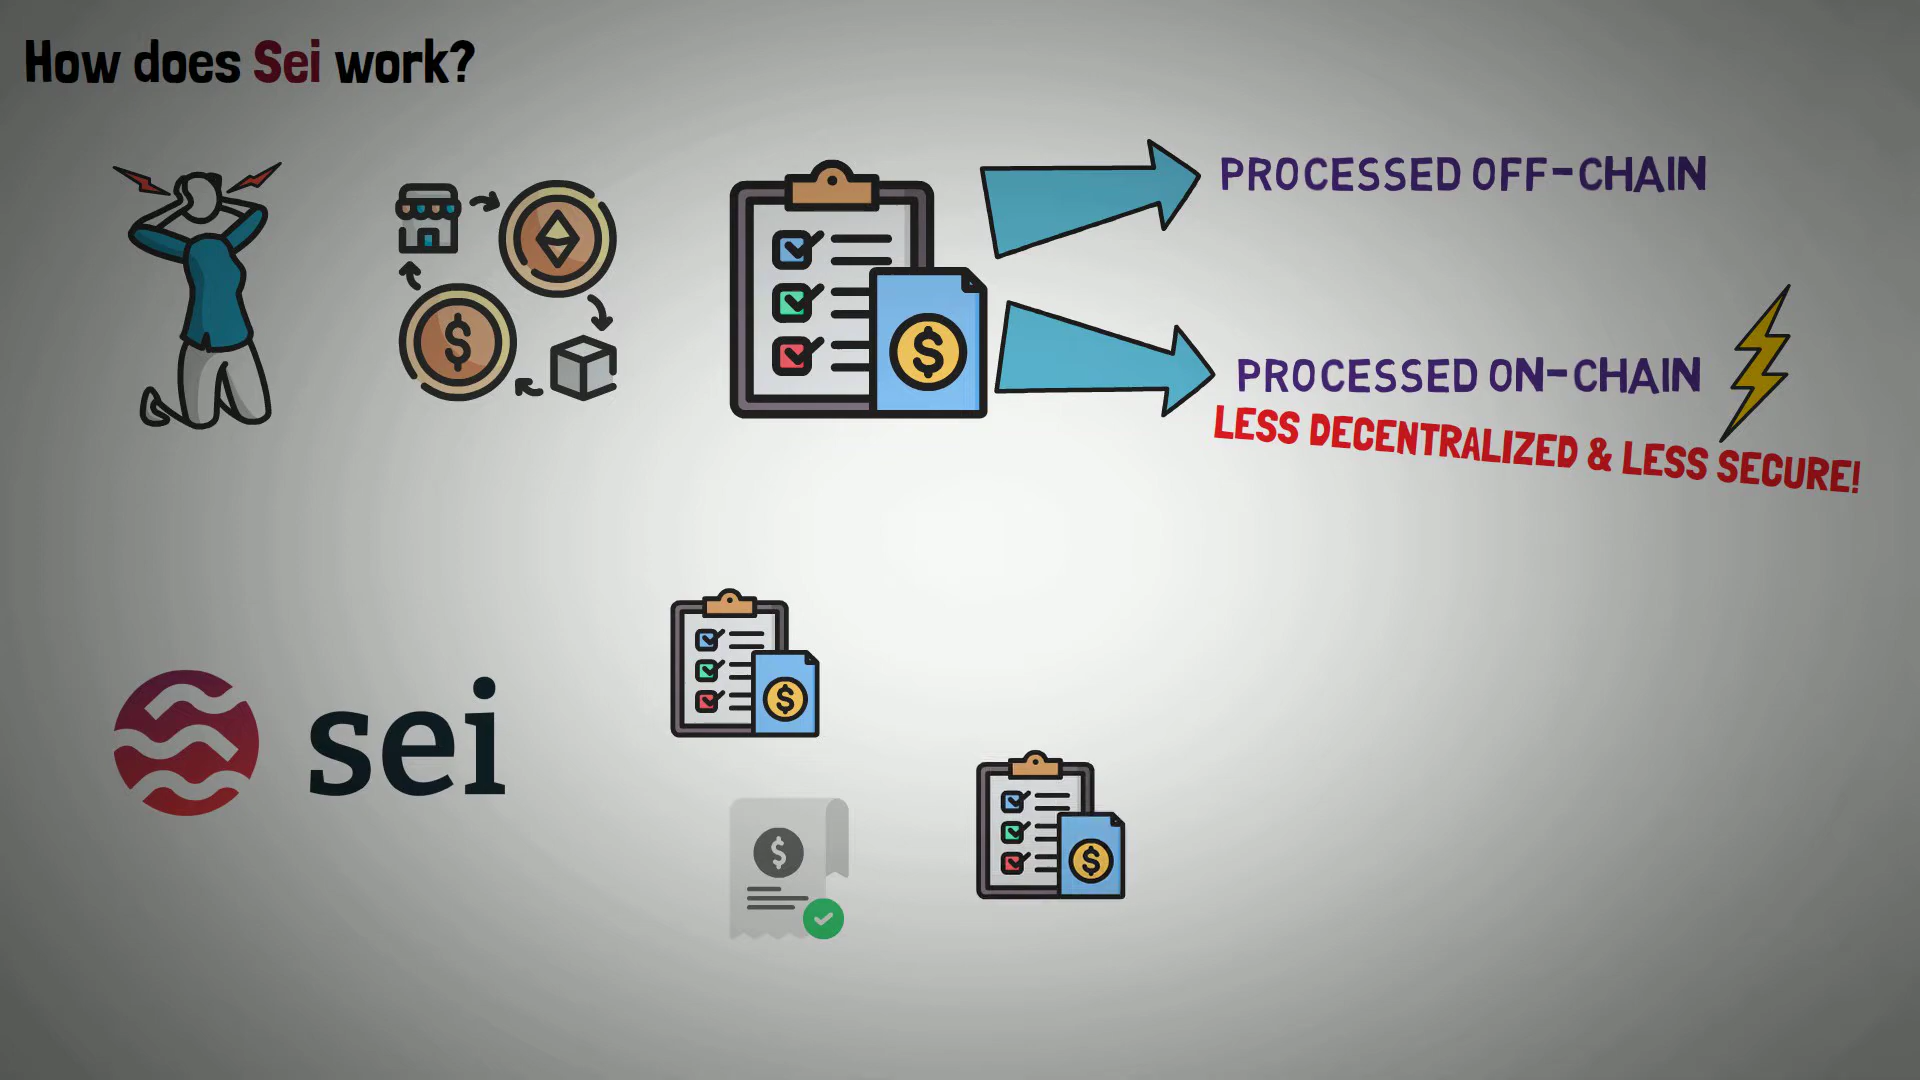 How does Sei work?
PROCESSED OFF-CHAIN
PROCESSED ON-CHAIN
LESS DECENTRALIZED & LESS SECURE!
sei